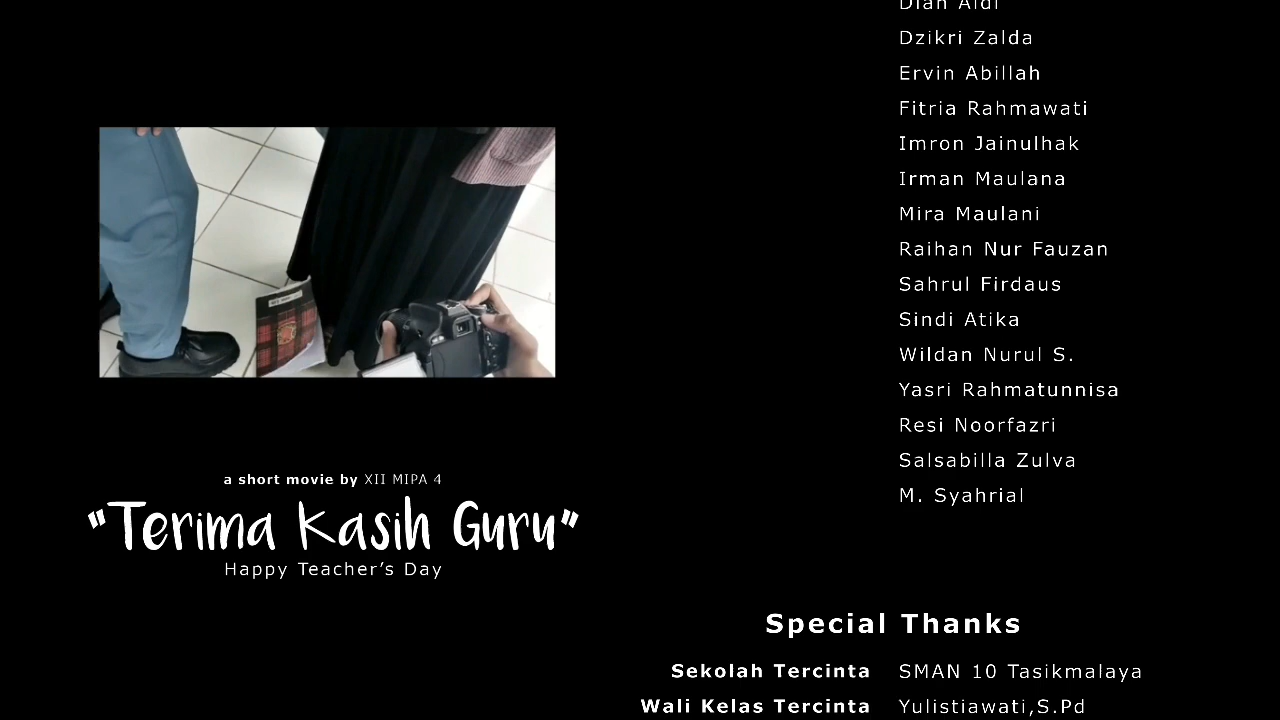 Dian Aldi
Dzikri Zalda
Ervin Abillah
Fitria Rahmawati
Imron Jainulhak
Irman Maulana
Mira Maulani
Raihan Nur Fauzan
Sahrul Firdaus
Sindi Atika
Wildan Nurul S.
Yasri Rahmatunnisa
Resi Noorfazri
Salsabilla Zulva
M. Syahrial
a short movie by XII MIPA 4
"Terima Kasih Guru"
Happy Teacher’s Day
Special Thanks
Sekolah Tercinta SMAN 10 Tasikmalaya
Wali Kelas Tercinta Yulistiawati,S.Pd